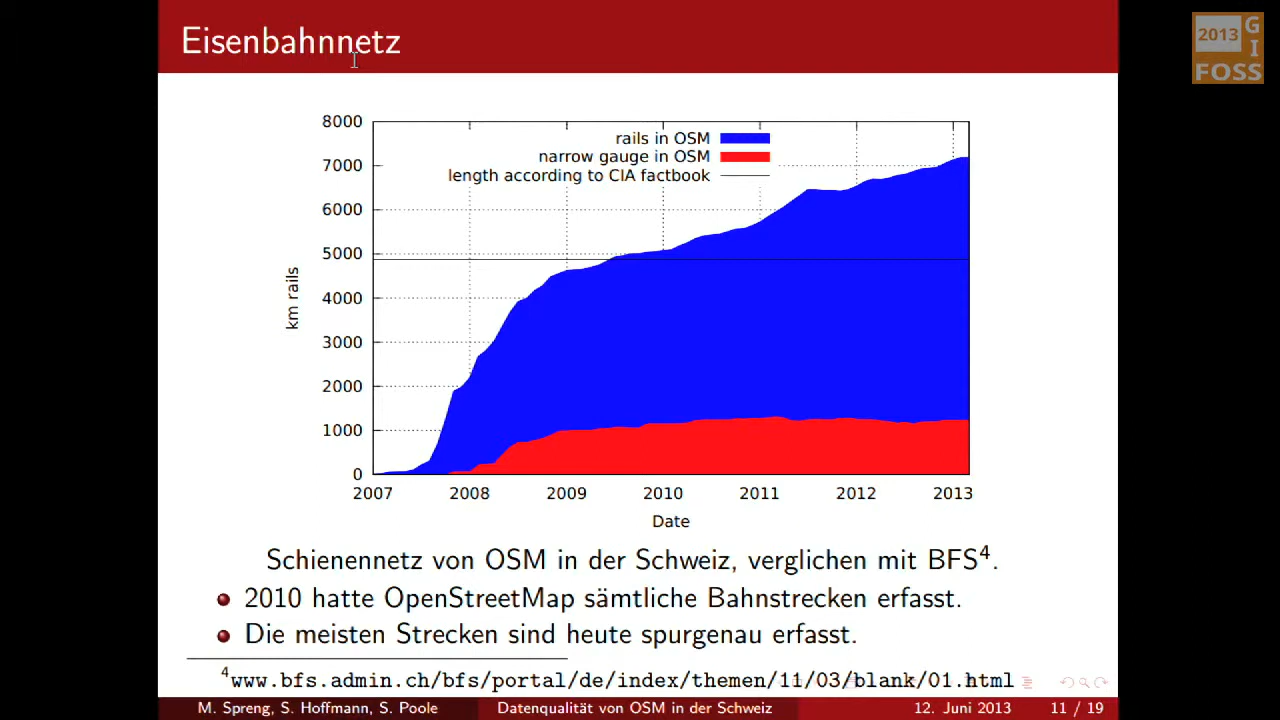 Eisenbahnnetz
2013
G
I
FOSS
8000
7000
6000
5000
4000
3000
2000
1000
0
km rails
rails in OSM
narrow gauge in OSM
length according to CIA factbook
2007 2008 2009 2010 2011 2012 2013
Date
Schienennetz von OSM in der Schweiz, verglichen mit BFS⁴.
2010 hatte OpenStreetMap sämtliche Bahnstrecken erfasst.
Die meisten Strecken sind heute spurgenau erfasst.
⁴www.bfs.admin.ch/bfs/portal/de/index/themen/11/03/blank/01.html
M. Spreng, S. Hoffmann, S. Poole Datenqualität von OSM in der Schweiz 12. Juni 2013 11 / 19